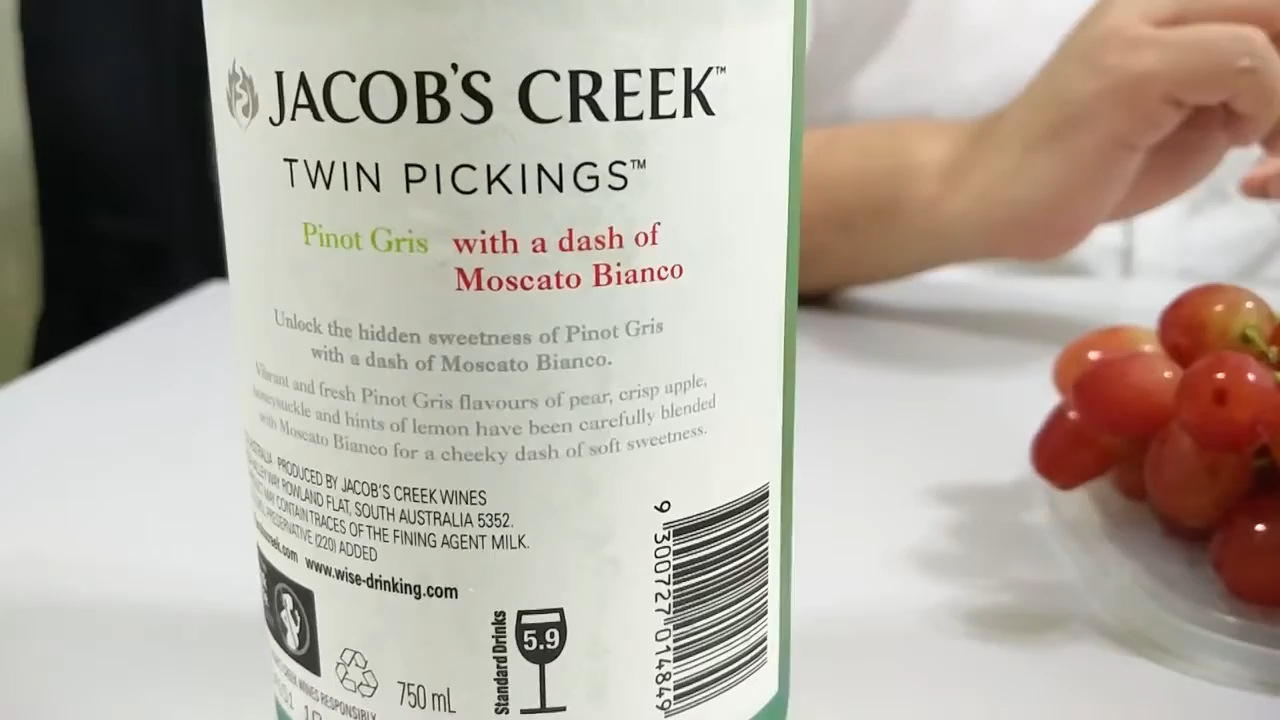 JACOB'S CREEK™
TWIN PICKINGS™
Pinot Gris with a dash of
Moscato Bianco
Unlock the hidden sweetness of Pinot Gris
with a dash of Moscato Bianco.
Vibrant and fresh Pinot Gris flavours of pear, crisp apple,
honeysuckle and hints of lemon have been carefully blended
with Moscato Bianco for a cheeky dash of soft sweetness.
AUSTRALIA · PRODUCED BY JACOB'S CREEK WINES
WAY ROWLAND FLAT, SOUTH AUSTRALIA 5352.
MAY CONTAIN TRACES OF THE FINING AGENT MILK.
PRESERVATIVE (220) ADDED
www.wise-drinking.com
Standard Drinks
5.9
750 mL
WINES RESPONSIBLY
9 300727 014849